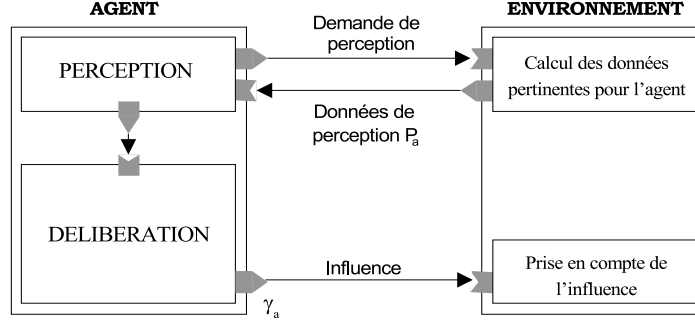 AGENT
ENVIRONNEMENT
PERCEPTION
Demande de
perception
Calcul des données
pertinentes pour l'agent
Données de
perception Pa
DELIBERATION
Influence
γa
Prise en compte de
l'influence